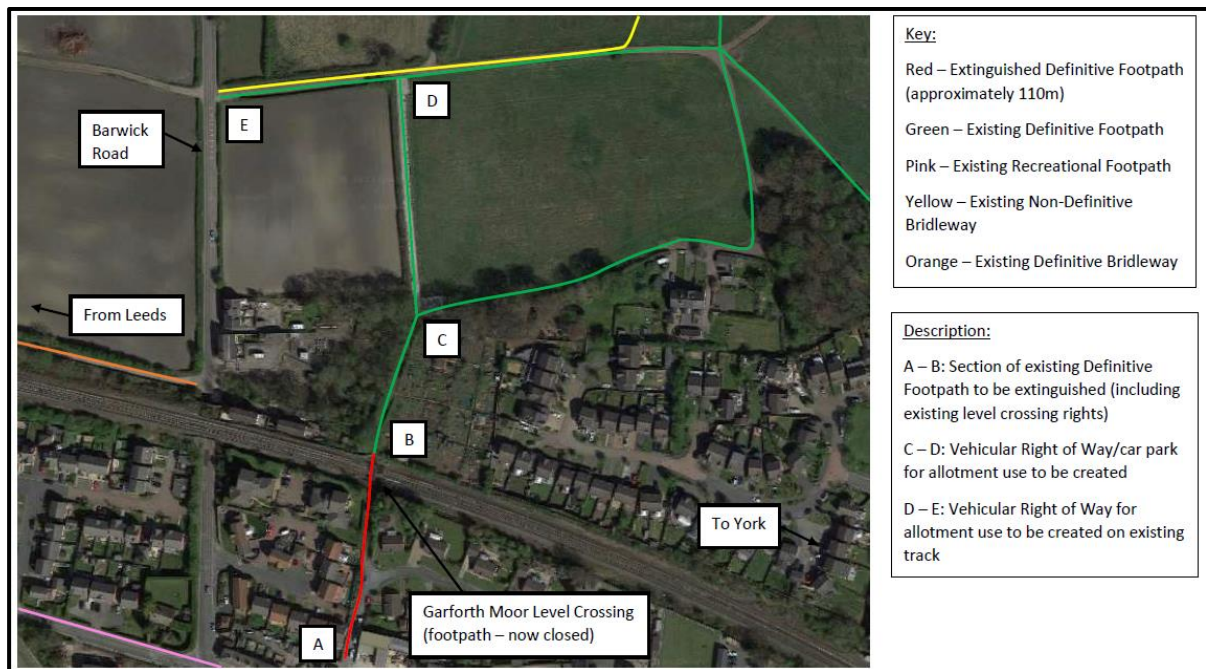 D
E
Barwick
Road
From Leeds
C
B
To York
A
Garforth Moor Level Crossing
(footpath – now closed)
Key:
Red – Extinguished Definitive Footpath
(approximately 110m)
Green – Existing Definitive Footpath
Pink – Existing Recreational Footpath
Yellow – Existing Non-Definitive
Bridleway
Orange – Existing Definitive Bridleway
Description:
A – B: Section of existing Definitive
Footpath to be extinguished (including
existing level crossing rights)
C – D: Vehicular Right of Way/car park
for allotment use to be created
D – E: Vehicular Right of Way for
allotment use to be created on existing
track